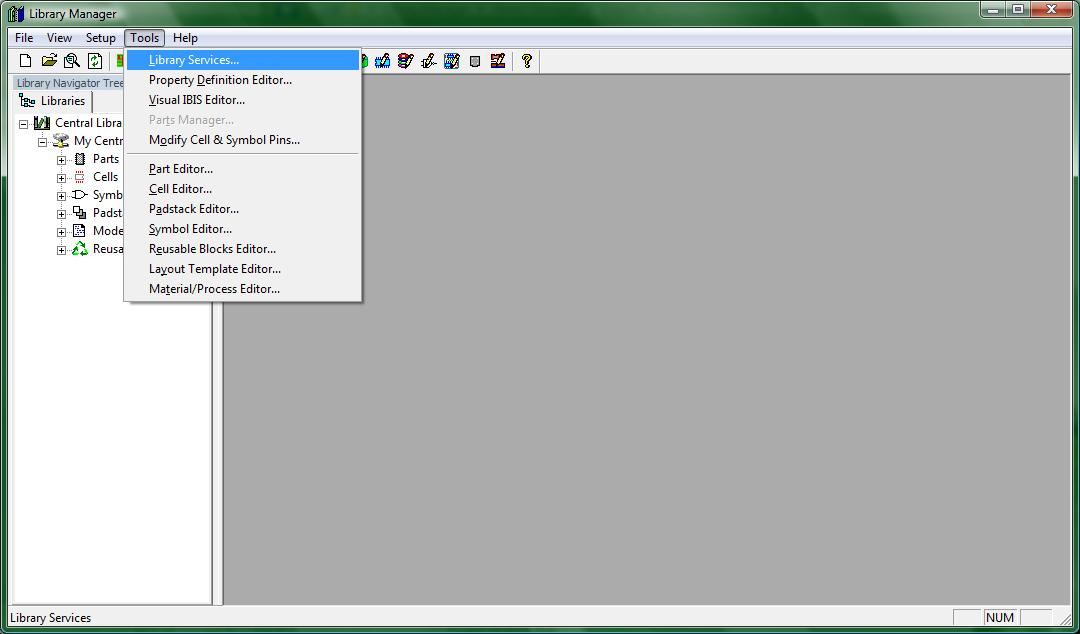 Library Manager
File View Setup Tools Help
Library Services...
Property Definition Editor...
Visual IBIS Editor...
Parts Manager...
Modify Cell & Symbol Pins...
Part Editor...
Cell Editor...
Padstack Editor...
Symbol Editor...
Reusable Blocks Editor...
Layout Template Editor...
Material/Process Editor...
Library Navigator Tree
Libraries
Central Libra
My Centr
Parts
Cells
Symb
Padst
Mode
Reusa
Library Services
NUM